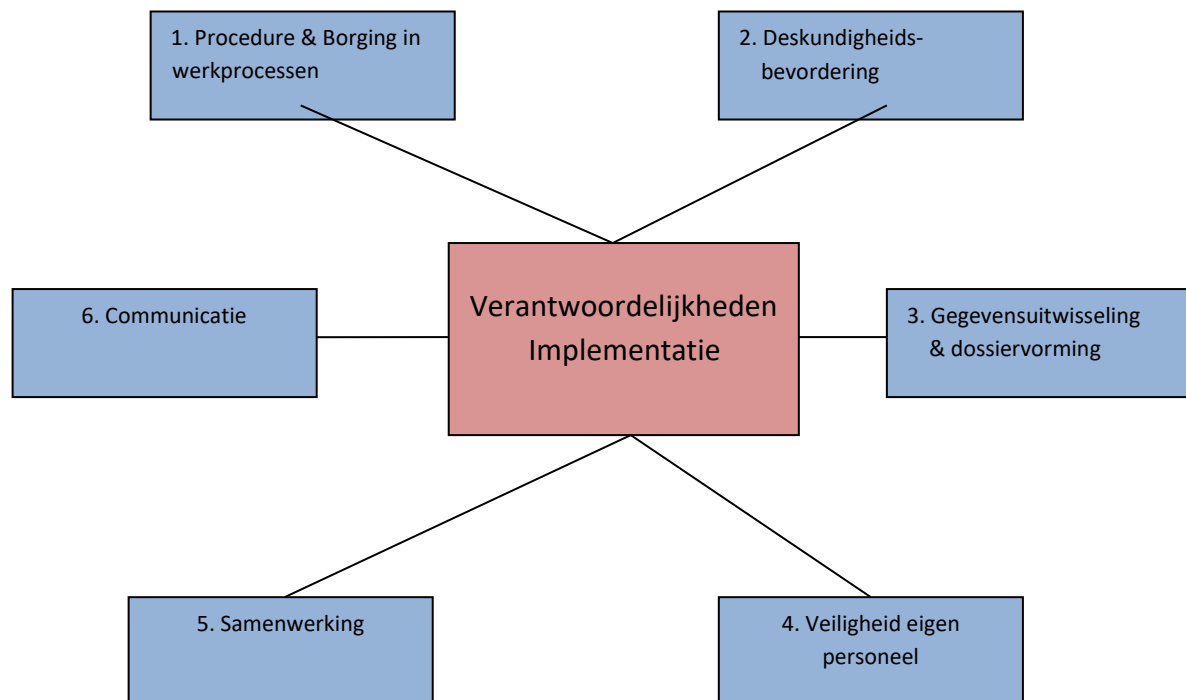 1. Procedure & Borging in
werkprocessen
2. Deskundigheids-
bevordering
Verantwoordelijkheden
Implementatie
6. Communicatie
3. Gegevensuitwisseling
& dossiervorming
5. Samenwerking
4. Veiligheid eigen
personeel